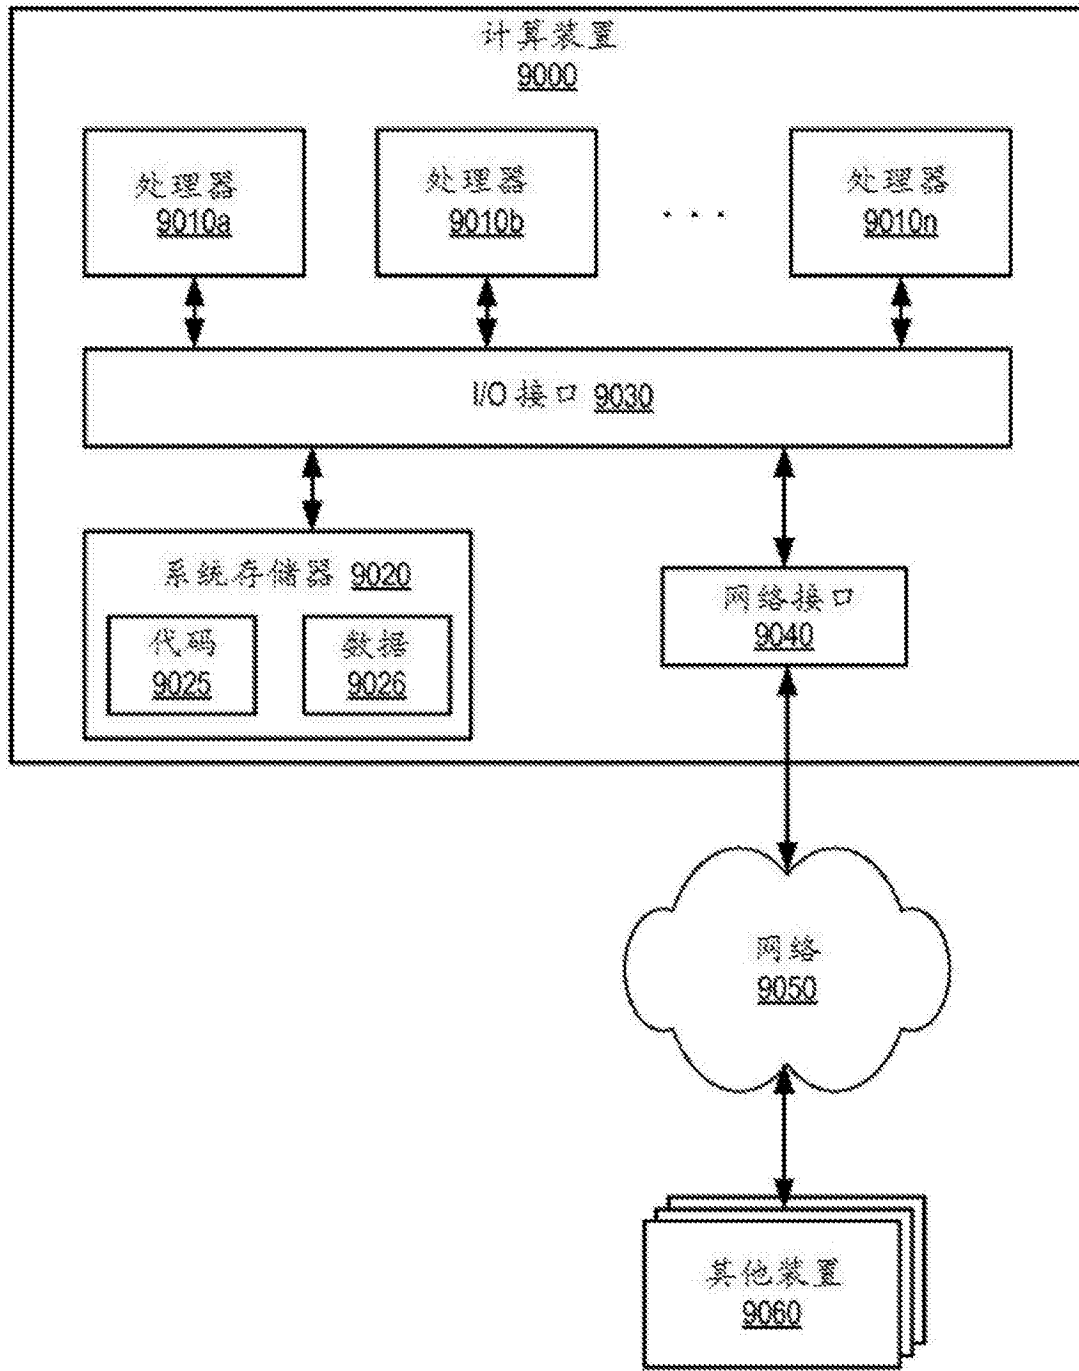 计算装置
9000
处理器
9010a
处理器
9010b
. . .
处理器
9010n
I/O 接口 9030
系统存储器 9020
代码
9025
数据
9026
网络接口
9040
网络
9050
其他装置
9060